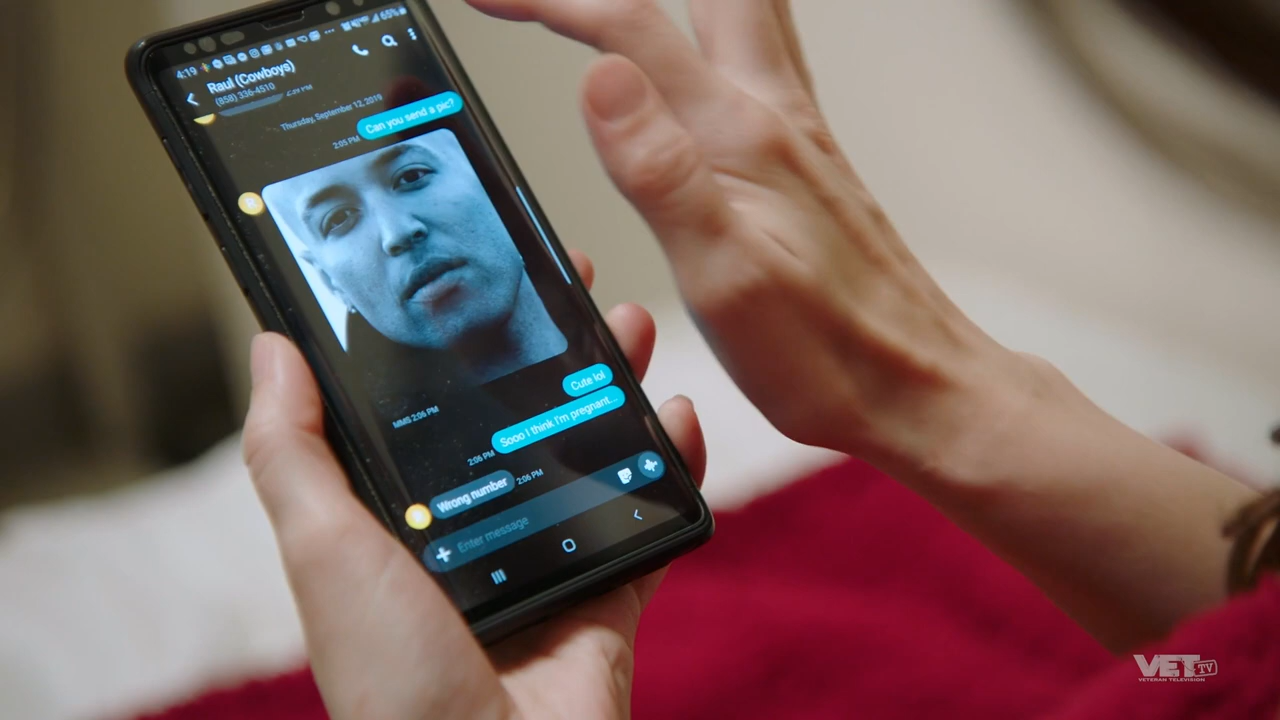 4:19
65%
Raul (Cowboys)
(858) 336-4510
Thursday, September 12, 2019
Can you send a pic?
2:05 PM
R
MMS 2:06 PM
Cute lol
Sooo I think I'm pregnant...
2:06 PM
Wrong number
2:06 PM
Enter message
VET TV
VETERAN TELEVISION